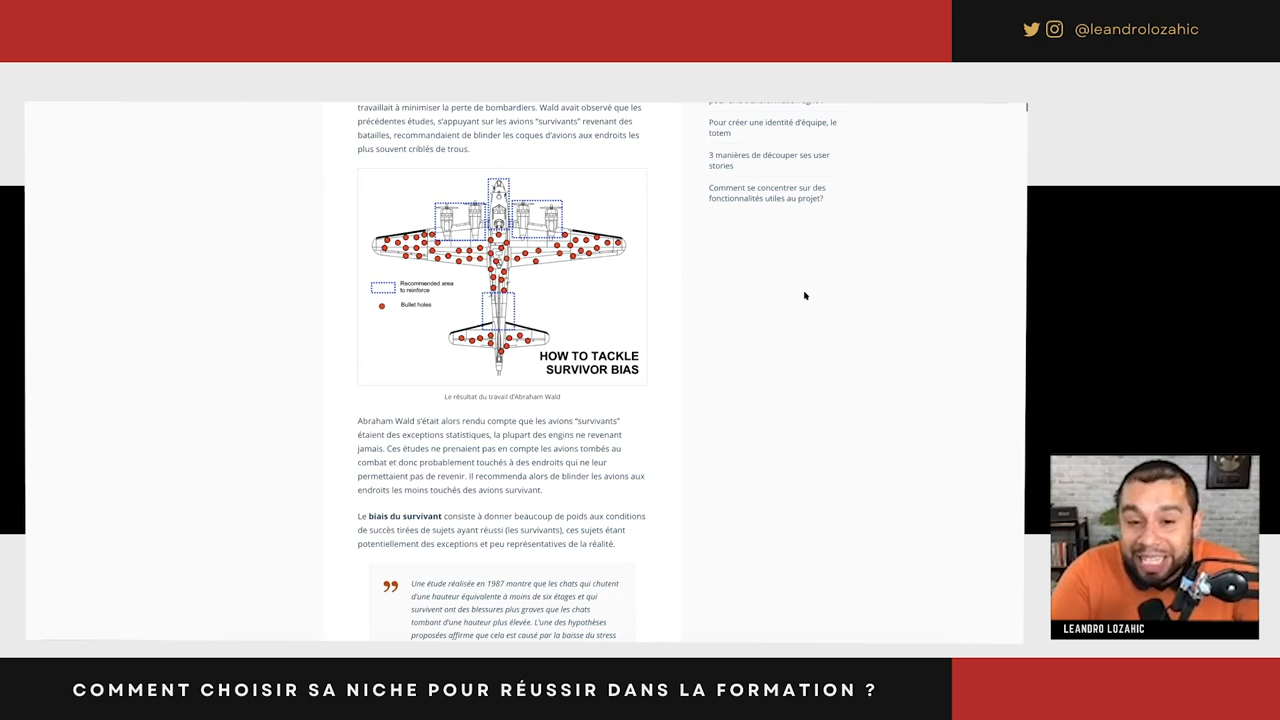 @leandrolozahic
travaillait à minimiser la perte de bombardiers. Wald avait observé que les
précédentes études, s'appuyant sur les avions “survivants” revenant des
batailles, recommandaient de blinder les coques d'avions aux endroits les
plus souvent criblés de trous.
Recommended area
to reinforce
Bullet holes
HOW TO TACKLE
SURVIVOR BIAS
Le résultat du travail d'Abraham Wald
Abraham Wald s'était alors rendu compte que les avions “survivants”
étaient des exceptions statistiques, la plupart des engins ne revenant
jamais. Ces études ne prenaient pas en compte les avions tombés au
combat et donc probablement touchés à des endroits qui ne leur
permettaient pas de revenir. Il recommenda alors de blinder les avions aux
endroits les moins touchés des avions survivant.
Le biais du survivant consiste à donner beaucoup de poids aux conditions
de succès tirées de sujets ayant réussi (les survivants), ces sujets étant
potentiellement des exceptions et peu représentatives de la réalité.
Une étude réalisée en 1987 montre que les chats qui chutent
d'une hauteur équivalente à moins de six étages et qui
survivent ont des blessures plus graves que les chats
tombant d'une hauteur plus élevée. L'une des hypothèses
proposées affirme que cela est causé par la baisse du stress
Pour créer une identité d'équipe, le
totem
3 manières de découper ses user
stories
Comment se concentrer sur des
fonctionnalités utiles au projet?
LEANDRO LOZAHIC
COMMENT CHOISIR SA NICHE POUR RÉUSSIR DANS LA FORMATION ?